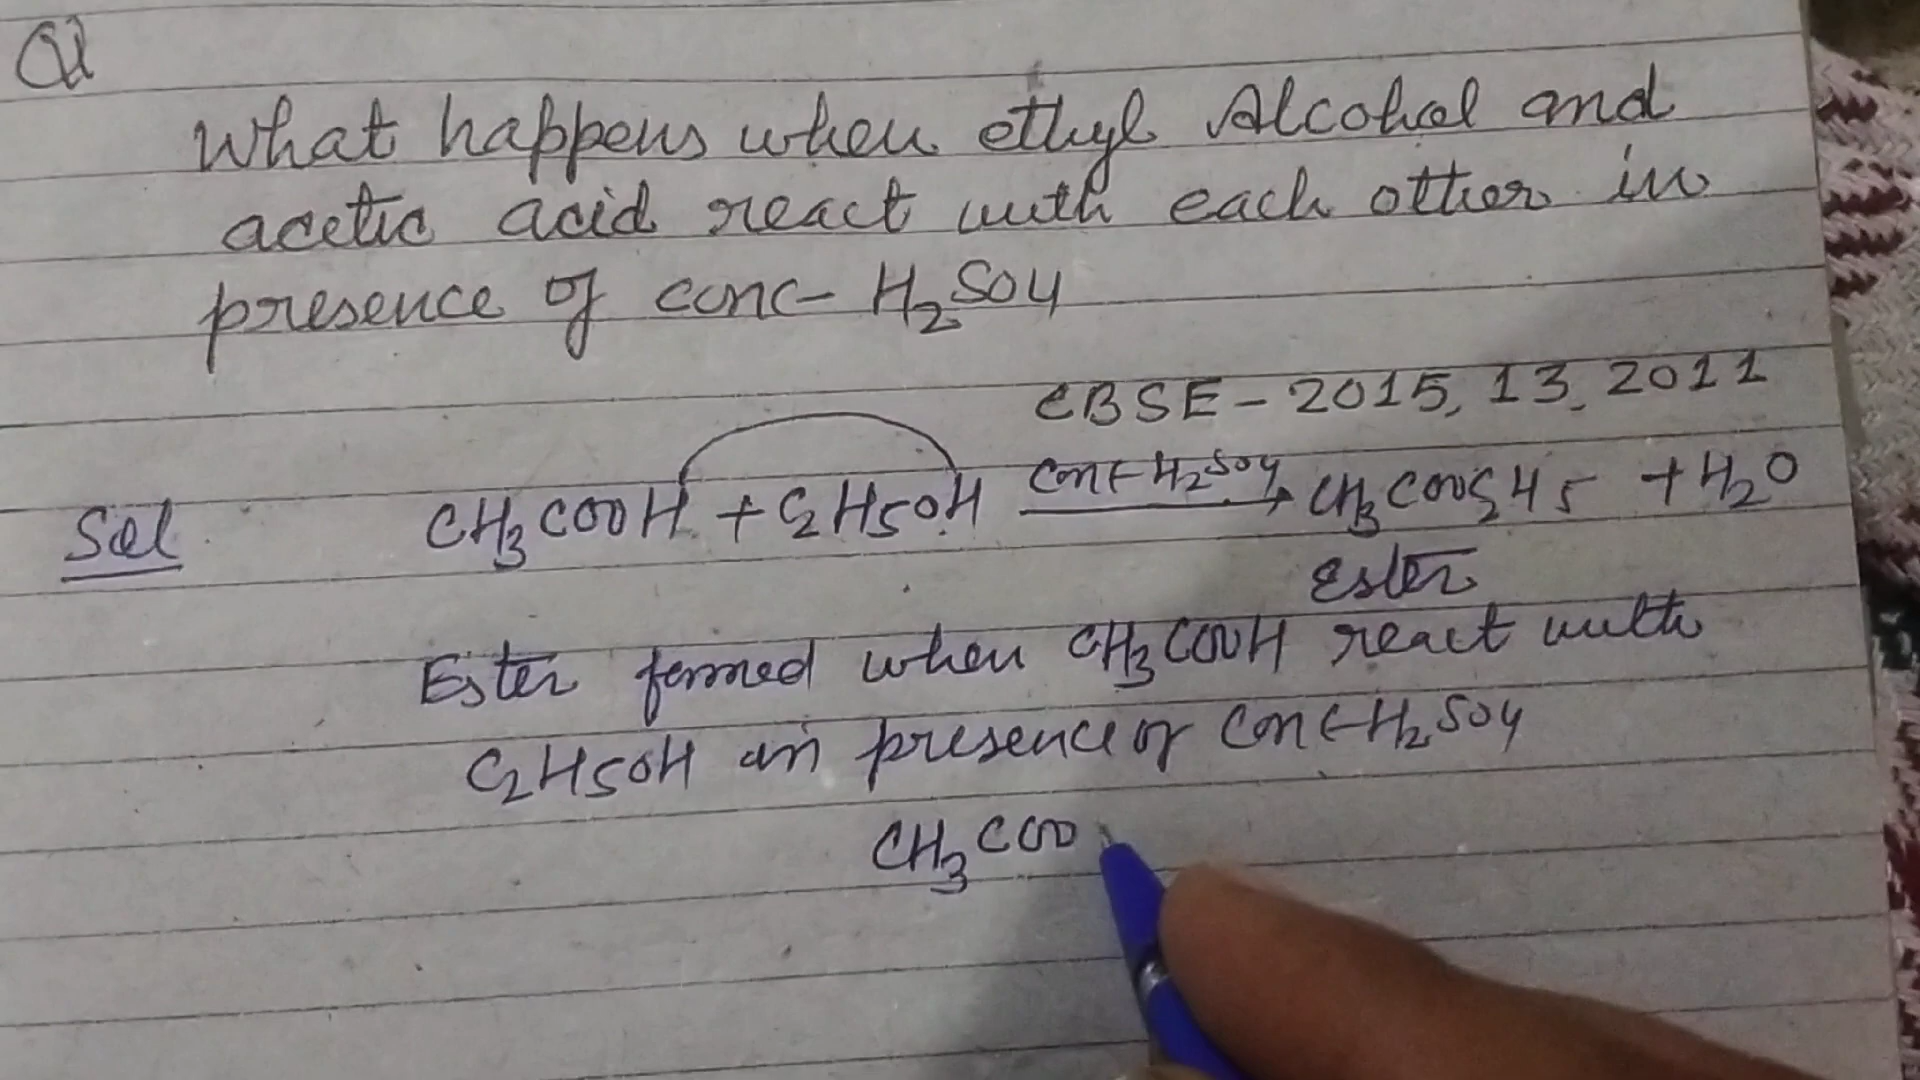 Q1
What happens when ethyl Alcohol and
acetic acid react with each other in
presence of conc- H2SO4
CBSE - 2015, 13, 2011
Sol CH3COOH + C2H5OH conc-H2SO4 → CH3COOC2H5 + H2O
Ester
Ester formed when CH3COOH react with
C2H5OH in presence of conc-H2SO4
CH3COO